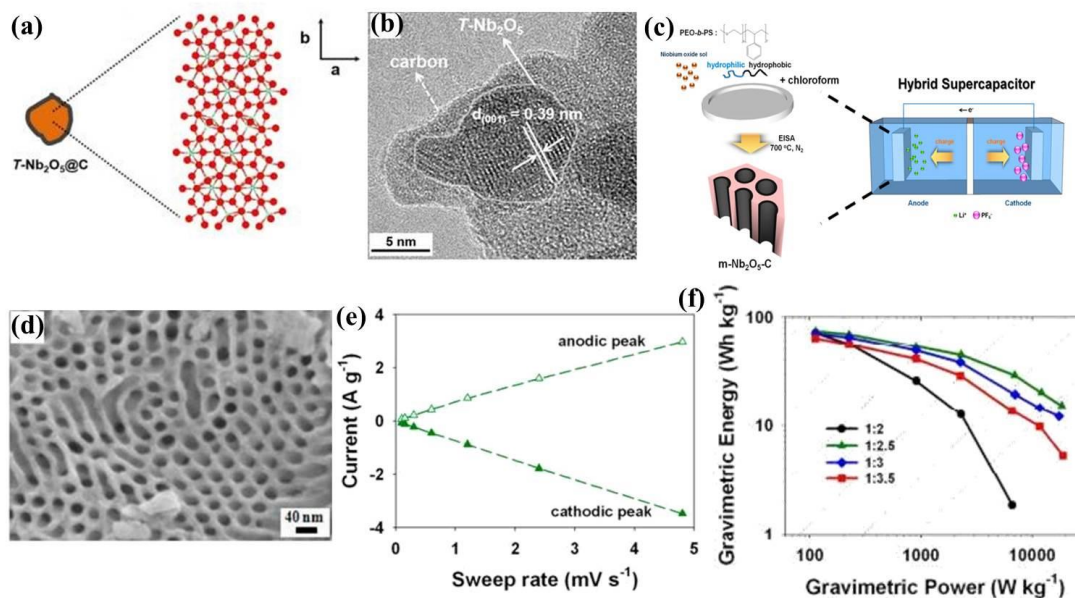 (a)
b
a
T-Nb₂O₅@C
(b)
T-Nb₂O₅
carbon
d(001) = 0.39 nm
5 nm
(c)
PEO-b-PS :
Niobium oxide sol
hydrophilic hydrophobic
+ chloroform
EISA
700 °C, N₂
m-Nb₂O₅-C
Hybrid Supercapacitor
← e⁻
charge
charge
Anode
Cathode
Li⁺
PF₆⁻
(d)
40 nm
(e)
Current (A g⁻¹)
4
2
0
-2
-4
anodic peak
cathodic peak
0 1 2 3 4 5
Sweep rate (mV s⁻¹)
(f)
Gravimetric Energy (Wh kg⁻¹)
100
10
1
1:2
1:2.5
1:3
1:3.5
100 1000 10000
Gravimetric Power (W kg⁻¹)